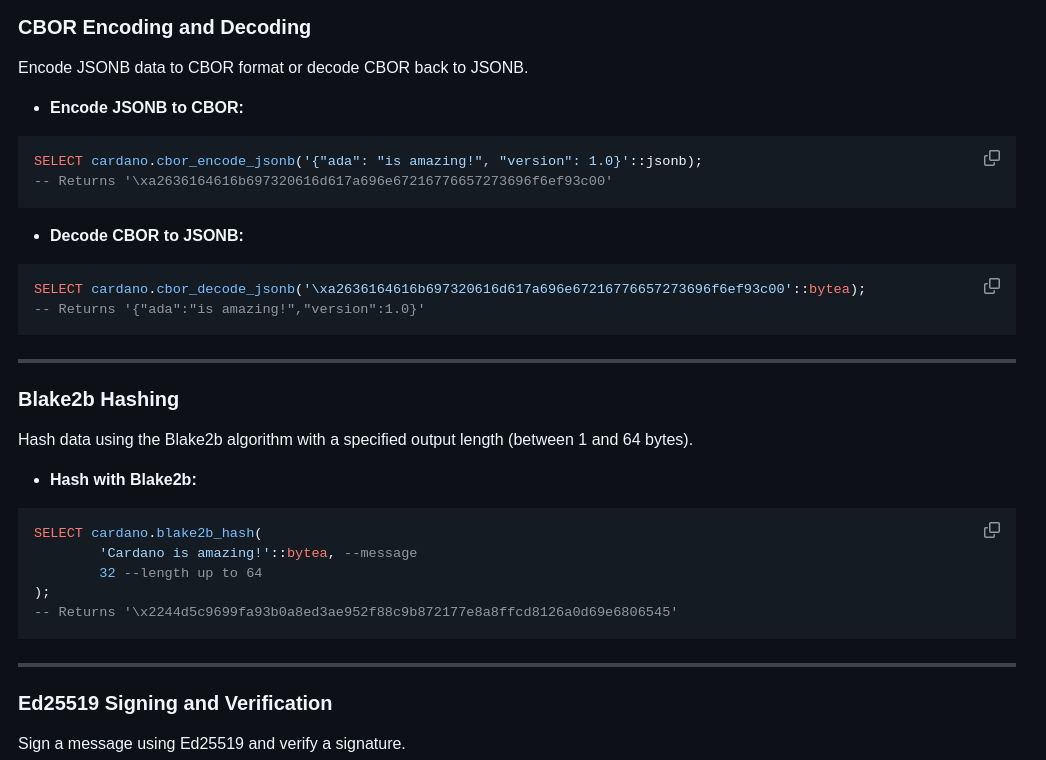 CBOR Encoding and Decoding
Encode JSONB data to CBOR format or decode CBOR back to JSONB.
• Encode JSONB to CBOR:
SELECT cardano.cbor_encode_jsonb('{"ada": "is amazing!", "version": 1.0}'::jsonb);
-- Returns '\xa2636164616b697320616d617a696e67216776657273696f6ef93c00'
• Decode CBOR to JSONB:
SELECT cardano.cbor_decode_jsonb('\xa2636164616b697320616d617a696e67216776657273696f6ef93c00'::bytea);
-- Returns '{"ada":"is amazing!","version":1.0}'
Blake2b Hashing
Hash data using the Blake2b algorithm with a specified output length (between 1 and 64 bytes).
• Hash with Blake2b:
SELECT cardano.blake2b_hash(
        'Cardano is amazing!'::bytea, --message
        32 --length up to 64
);
-- Returns '\x2244d5c9699fa93b0a8ed3ae952f88c9b872177e8a8ffcd8126a0d69e6806545'
Ed25519 Signing and Verification
Sign a message using Ed25519 and verify a signature.